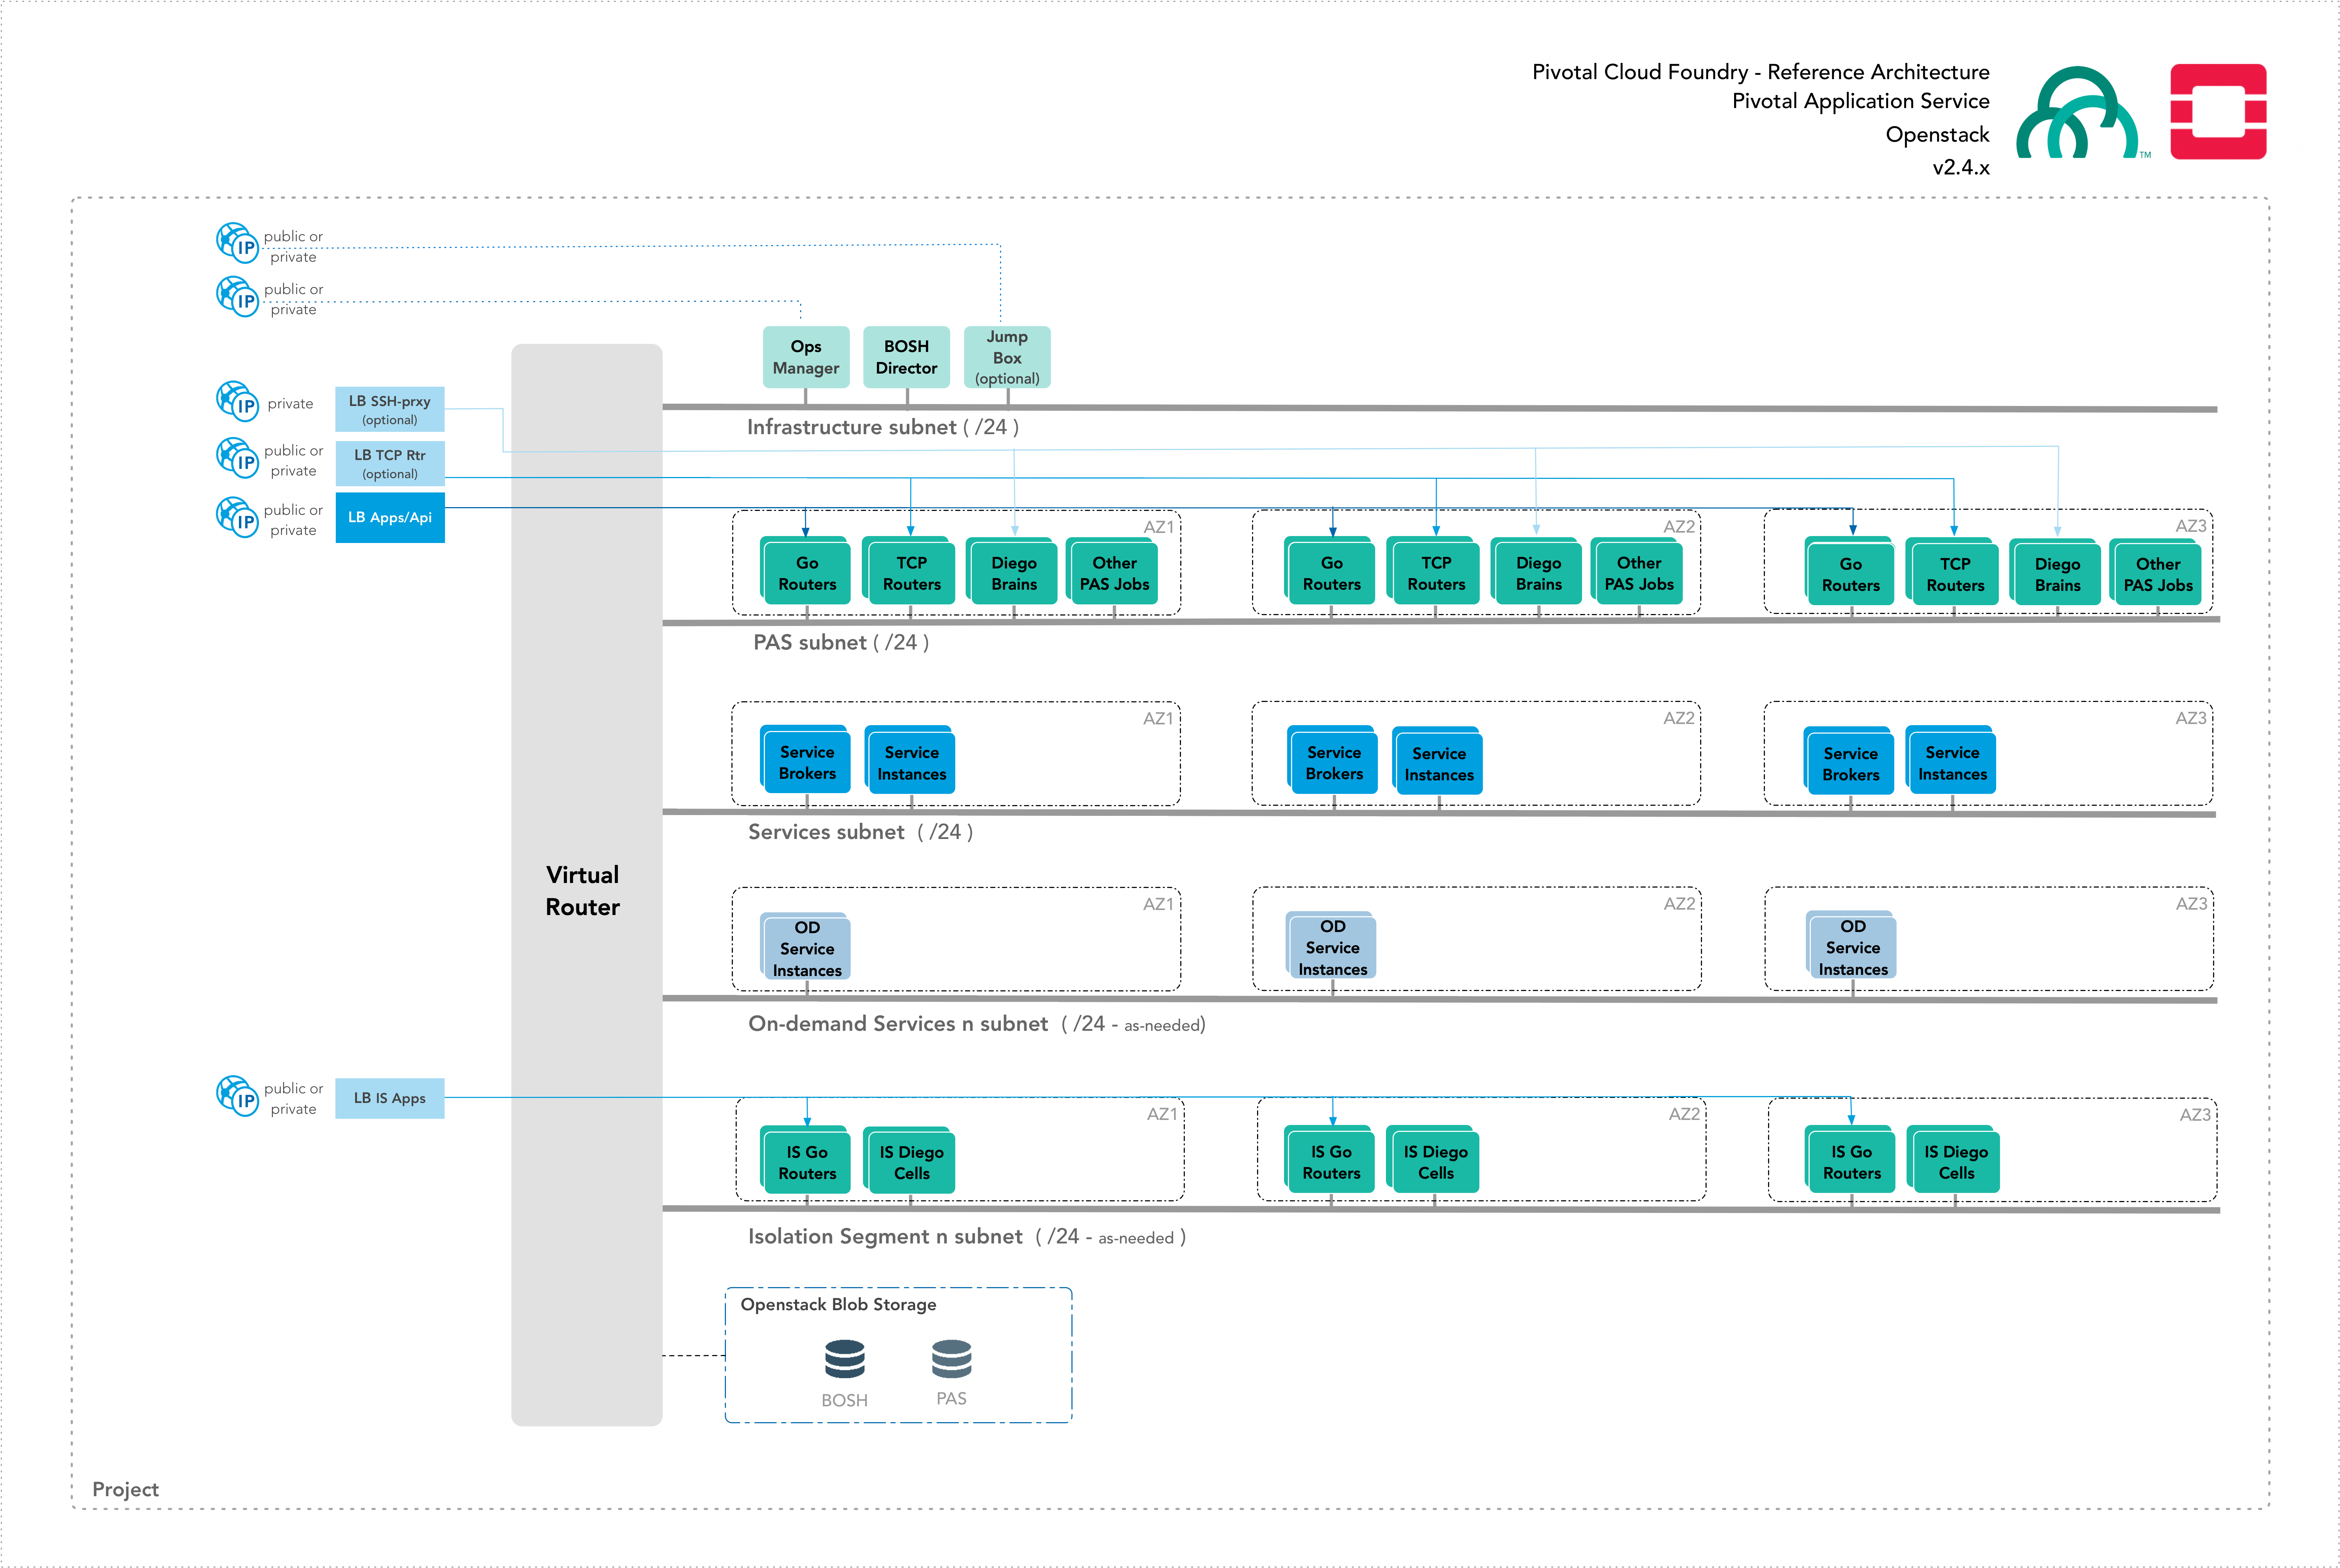 Pivotal Cloud Foundry - Reference Architecture
Pivotal Application Service
Openstack
v2.4.x
TM
IP
public or
private
IP
public or
private
Ops
Manager
BOSH
Director
Jump
Box
(optional)
IP
private
LB SSH-prxy
(optional)
Infrastructure subnet ( /24 )
IP
public or
private
LB TCP Rtr
(optional)
IP
public or
private
LB Apps/Api
AZ1
Go
Routers
TCP
Routers
Diego
Brains
Other
PAS Jobs
AZ2
Go
Routers
TCP
Routers
Diego
Brains
Other
PAS Jobs
AZ3
Go
Routers
TCP
Routers
Diego
Brains
Other
PAS Jobs
PAS subnet ( /24 )
AZ1
Service
Brokers
Service
Instances
AZ2
Service
Brokers
Service
Instances
AZ3
Service
Brokers
Service
Instances
Services subnet ( /24 )
Virtual
Router
AZ1
OD
Service
Instances
AZ2
OD
Service
Instances
AZ3
OD
Service
Instances
On-demand Services n subnet ( /24 - as-needed)
IP
public or
private
LB IS Apps
AZ1
IS Go
Routers
IS Diego
Cells
AZ2
IS Go
Routers
IS Diego
Cells
AZ3
IS Go
Routers
IS Diego
Cells
Isolation Segment n subnet ( /24 - as-needed )
Openstack Blob Storage
BOSH
PAS
Project